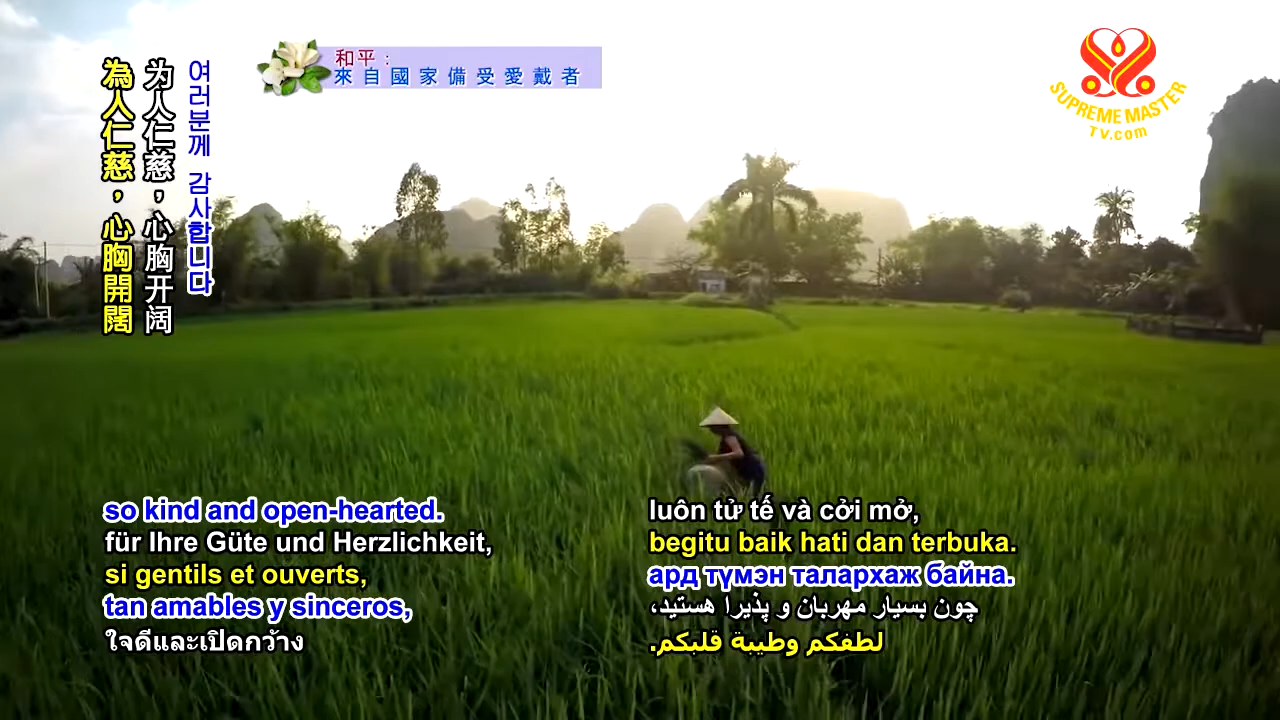 和平：
來自國家備受愛戴者
SUPREME MASTER
TV.com
여러분께 감사합니다
为人仁慈，心胸开阔
為人仁慈，心胸開闊
so kind and open-hearted.
für Ihre Güte und Herzlichkeit,
si gentils et ouverts,
tan amables y sinceros,
ใจดีและเปิดกว้าง
luôn tử tế và cởi mở,
begitu baik hati dan terbuka.
ард түмэн талархаж байна.
چون بسیار مهربان و پذیرا هستید،
لطفكم وطيبة قلبكم.